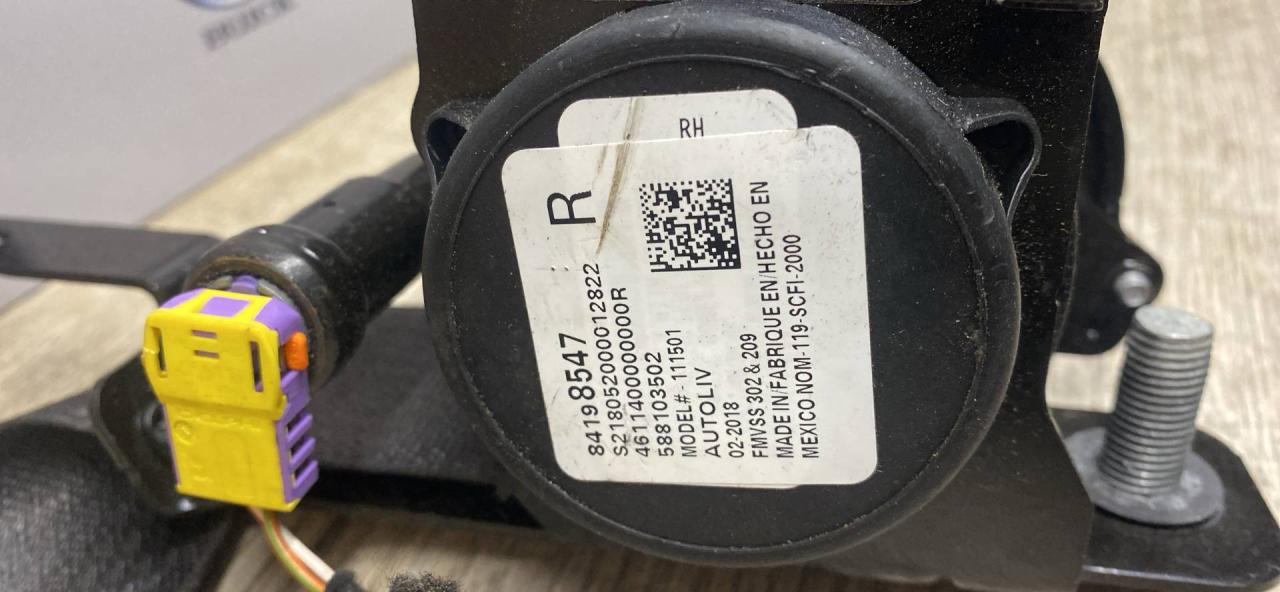 RH
R
84198547
S218052000012822
46114000000000R
588103502
MODEL# 111501
AUTOLIV
02-2018
FMVSS 302 & 209
MADE IN/FABRIQUE EN/HECHO EN
MEXICO NOM-119-SCFI-2000